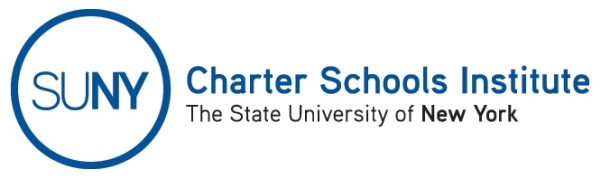 SUNY
Charter Schools Institute
The State University of New York